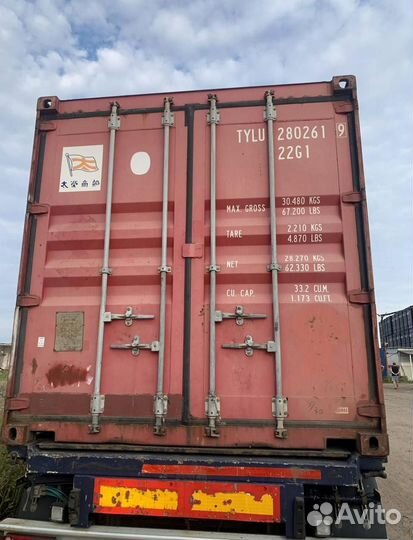 TYLU 280261 9
22G1
MAX. GROSS 30.480 KGS
67.200 LBS
TARE 2.210 KGS
4.870 LBS
NET 28.270 KGS
62.330 LBS
CU. CAP. 33.2 CU.M.
1.173 CU.FT.
Avito